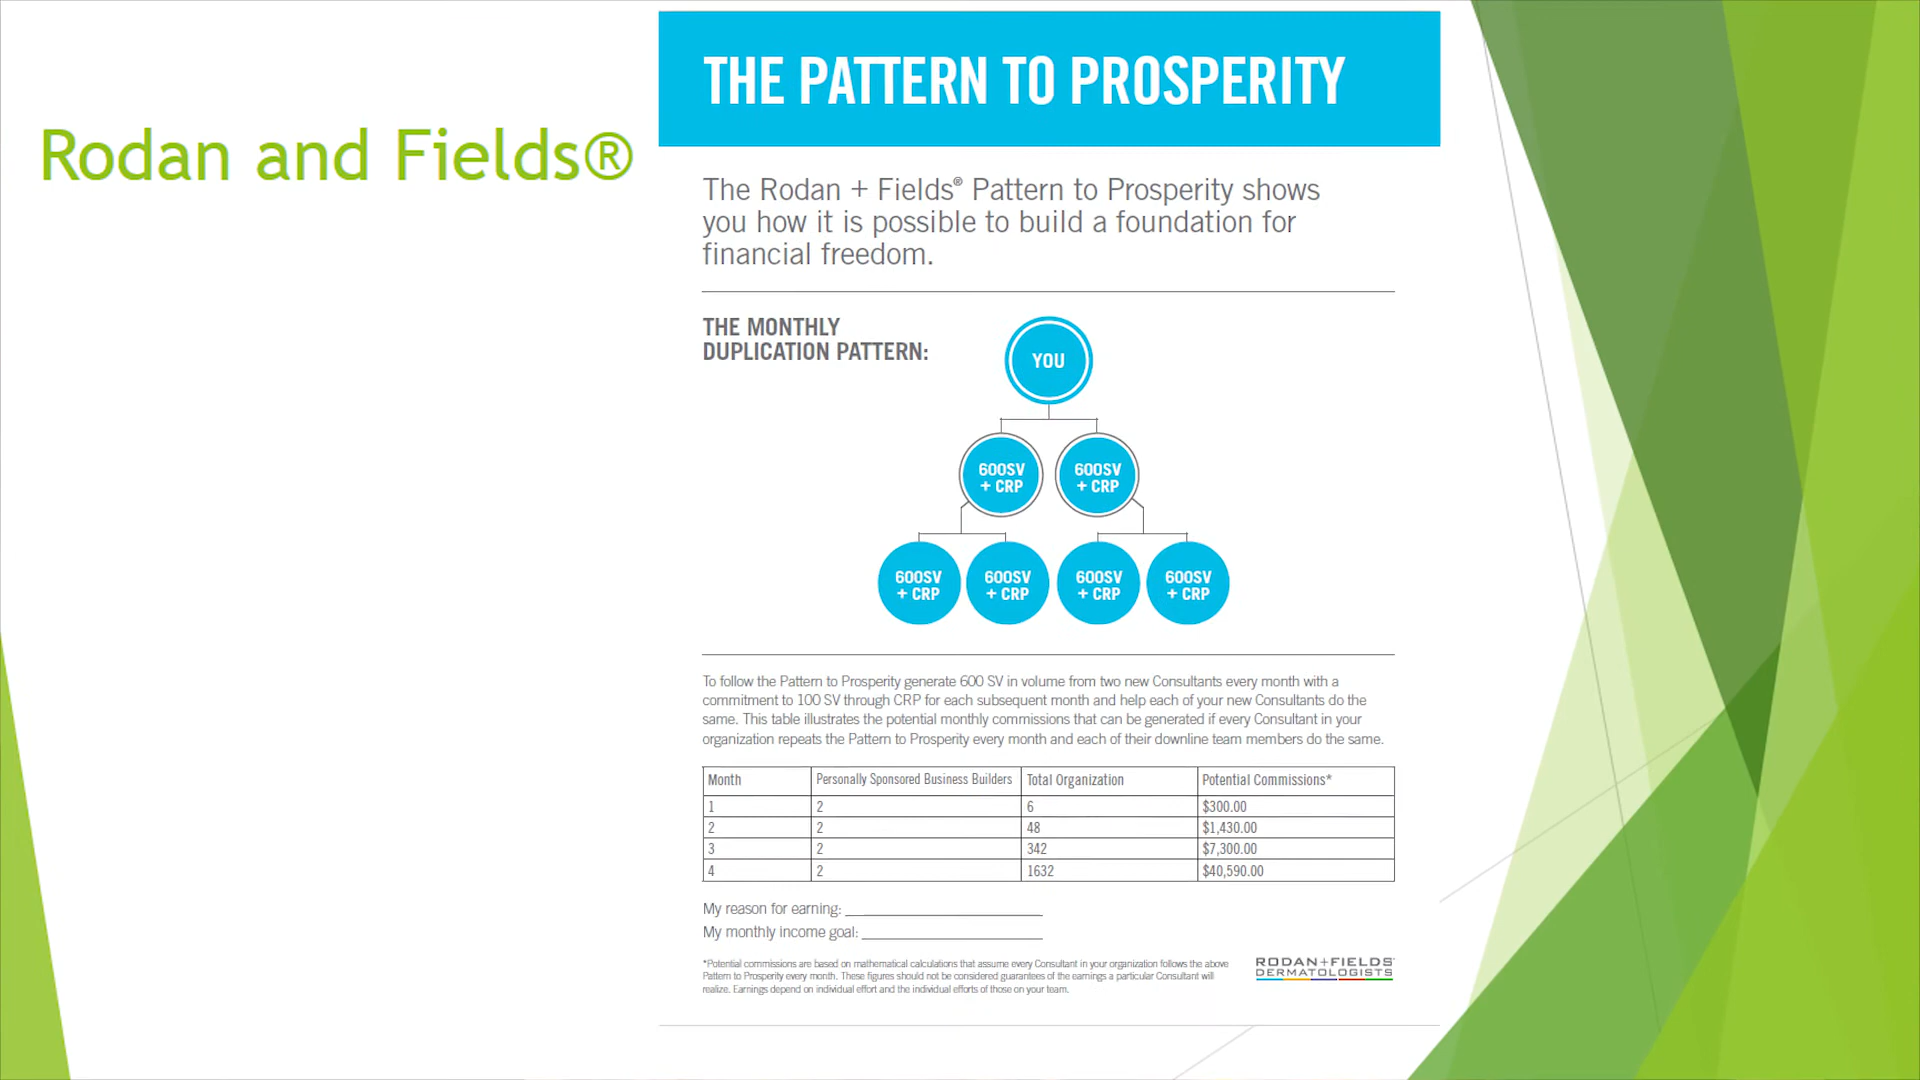 Rodan and Fields®
THE PATTERN TO PROSPERITY
The Rodan + Fields® Pattern to Prosperity shows
you how it is possible to build a foundation for
financial freedom.
THE MONTHLY
DUPLICATION PATTERN:
YOU
600SV
+ CRP
600SV
+ CRP
600SV
+ CRP
600SV
+ CRP
600SV
+ CRP
600SV
+ CRP
To follow the Pattern to Prosperity generate 600 SV in volume from two new Consultants every month with a
commitment to 100 SV through CRP for each subsequent month and help each of your new Consultants do the
same. This table illustrates the potential monthly commissions that can be generated if every Consultant in your
organization repeats the Pattern to Prosperity every month and each of their downline team members do the same.
Month Personally Sponsored Business Builders Total Organization Potential Commissions*
1 2 6 $300.00
2 2 48 $1,430.00
3 2 342 $7,300.00
4 2 1632 $40,590.00
My reason for earning:
My monthly income goal:
*Potential commissions are based on mathematical calculations that assume every Consultant in your organization follows the above
Pattern to Prosperity every month. These figures should not be considered guarantees of the earnings a particular Consultant will
realize. Earnings depend on individual effort and the individual efforts of those on your team.
RODAN+FIELDS
DERMATOLOGISTS